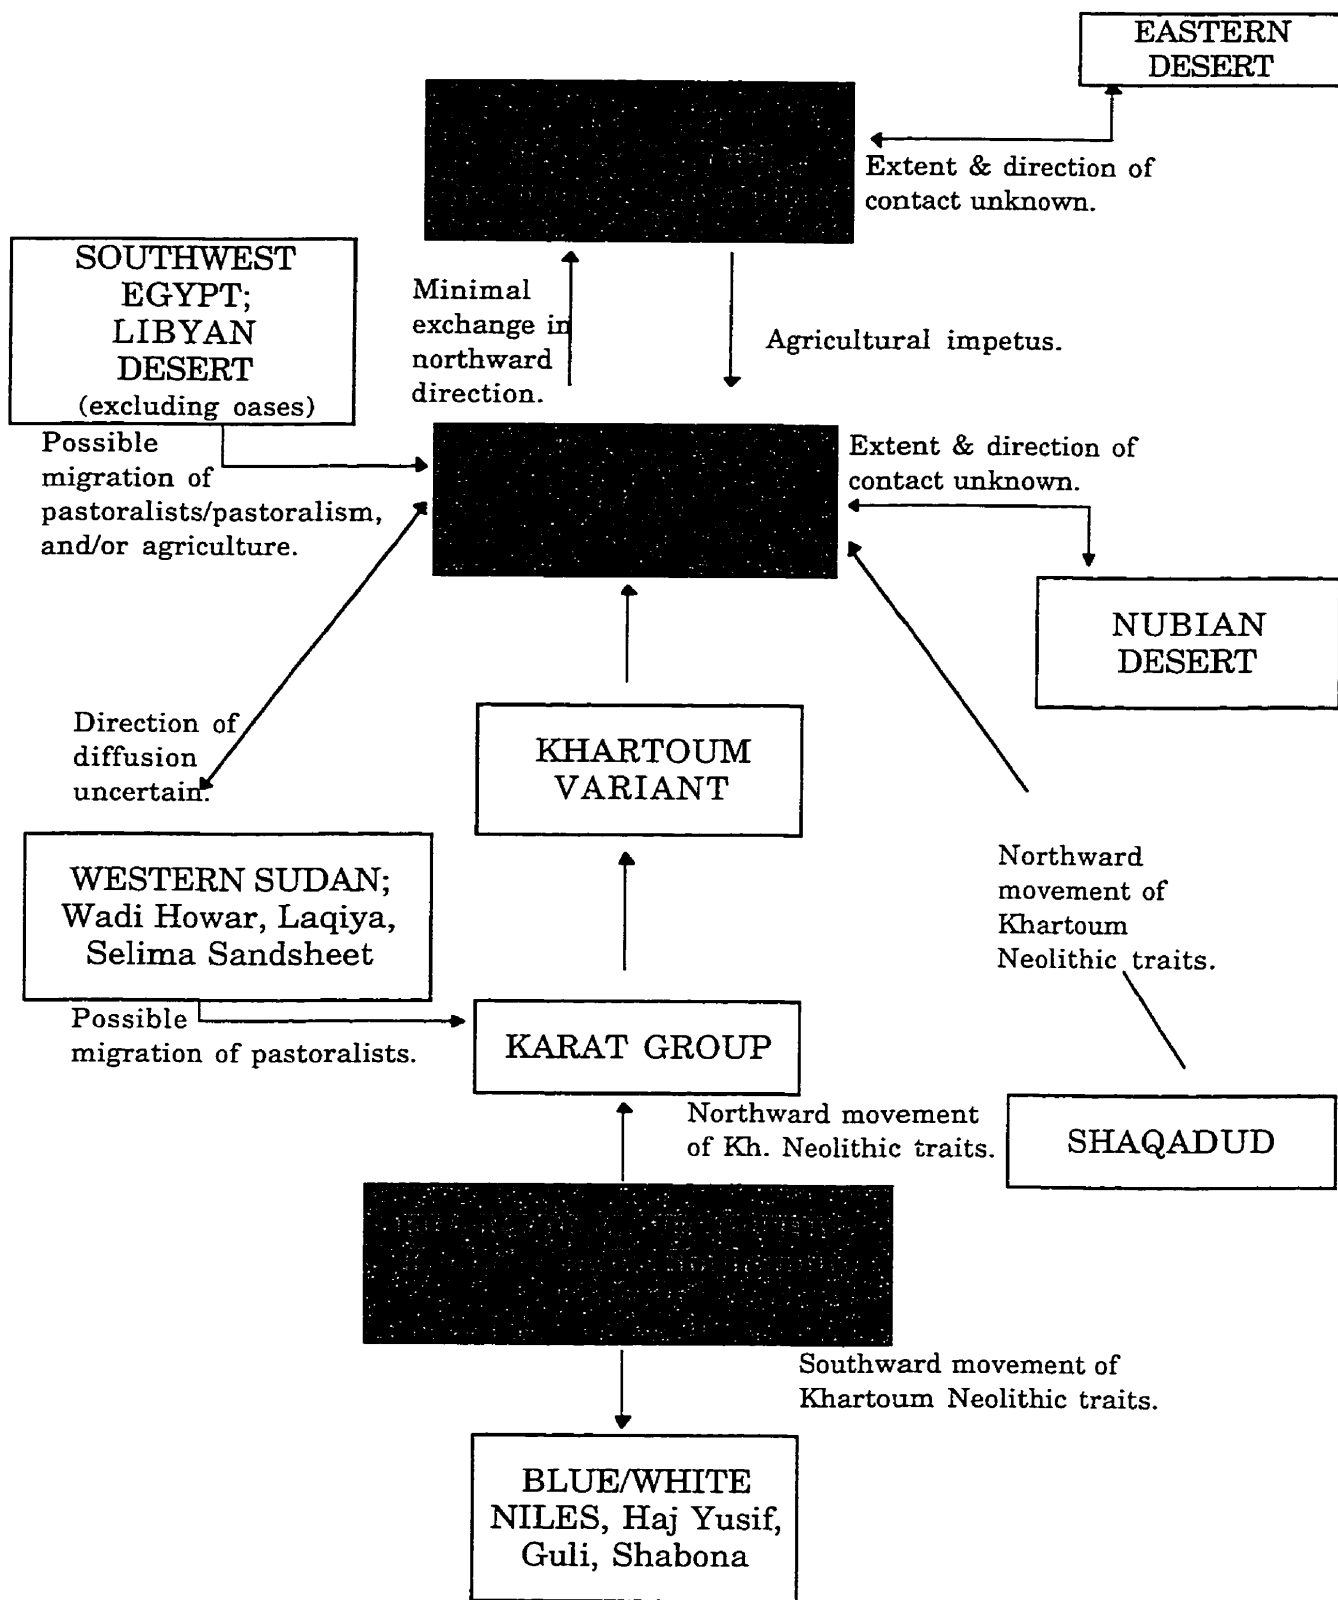 EASTERN
DESERT
Extent & direction of
contact unknown.
SOUTHWEST
EGYPT;
LIBYAN
DESERT
(excluding oases)
Minimal
exchange in
northward
direction.
Agricultural impetus.
Possible
migration of
pastoralists/pastoralism,
and/or agriculture.
Extent & direction of
contact unknown.
NUBIAN
DESERT
Direction of
diffusion
uncertain.
KHARTOUM
VARIANT
WESTERN SUDAN;
Wadi Howar, Laqiya,
Selima Sandsheet
Northward
movement of
Khartoum
Neolithic traits.
Possible
migration of pastoralists.
KARAT GROUP
Northward movement
of Kh. Neolithic traits.
SHAQADUD
Southward movement of
Khartoum Neolithic traits.
BLUE/WHITE
NILES, Haj Yusif,
Guli, Shabona